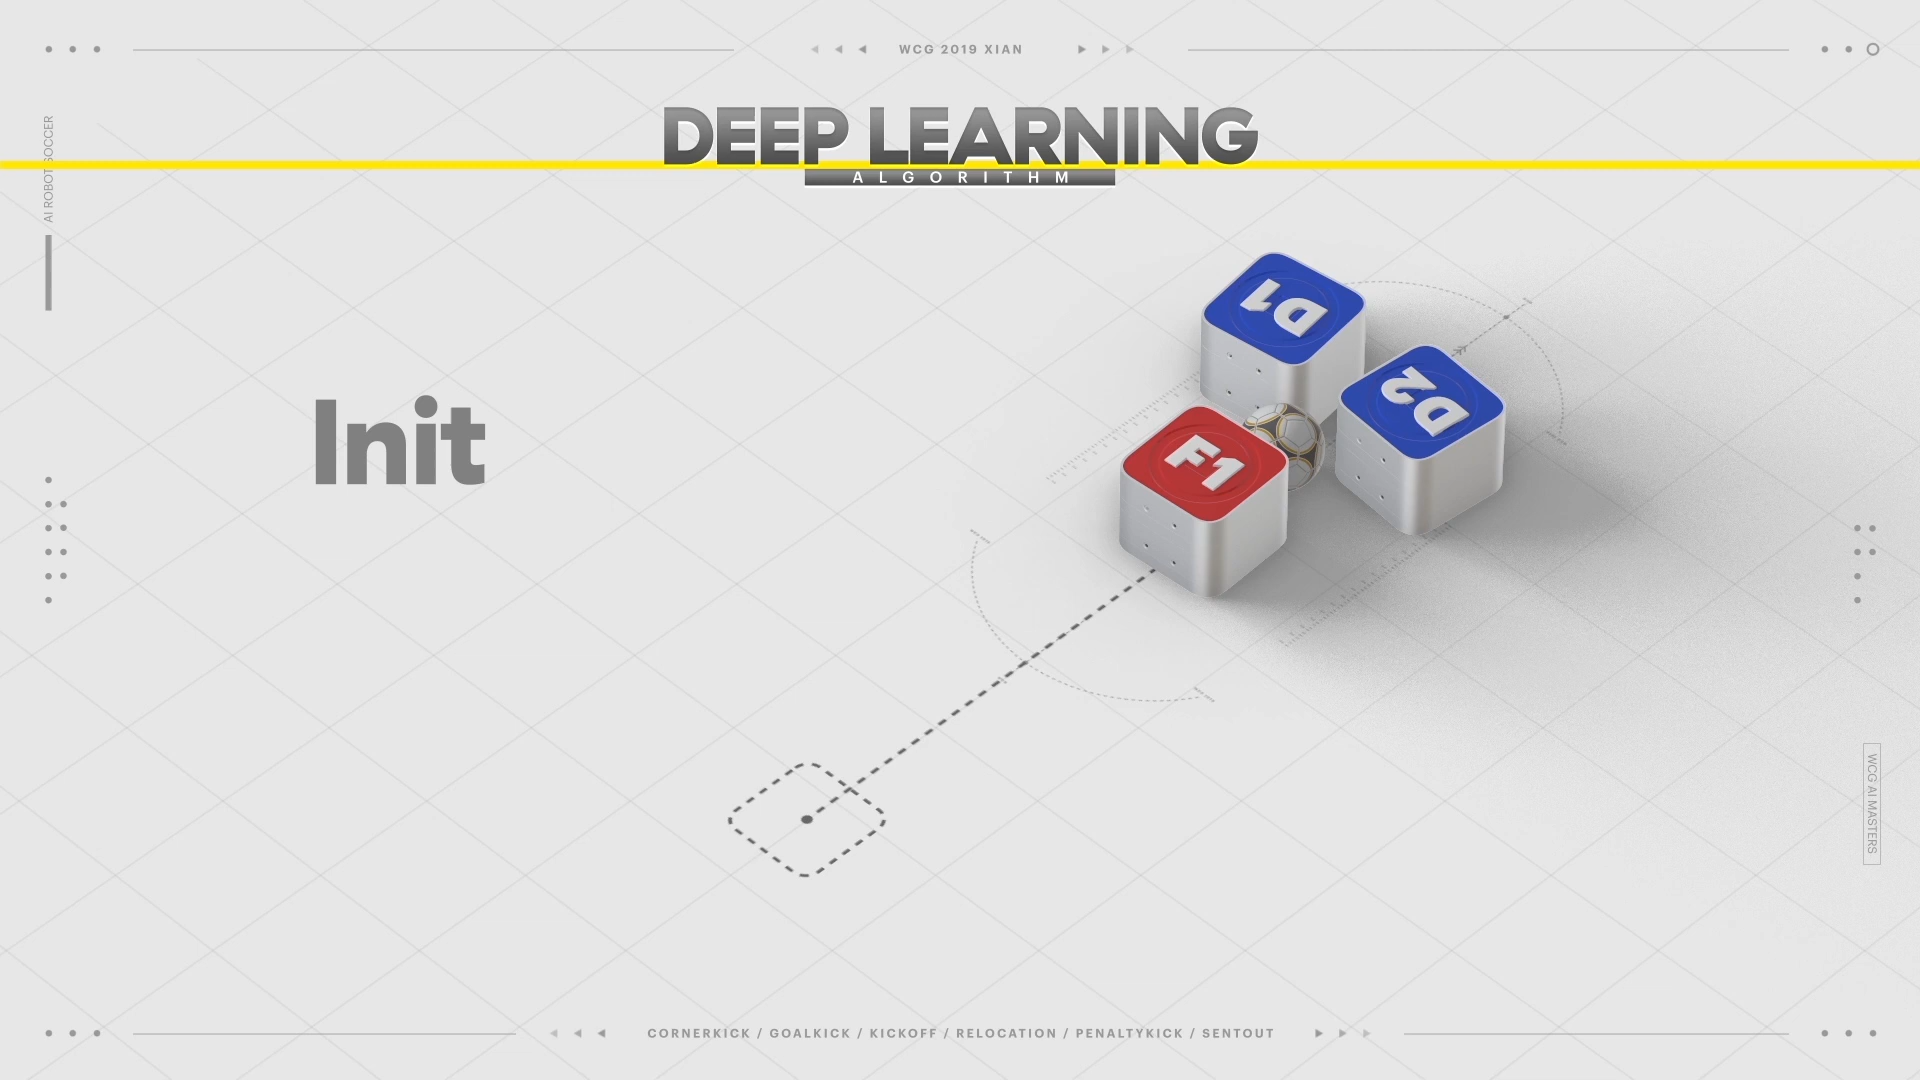 WCG 2019 XIAN
DEEP LEARNING
ALGORITHM
AI ROBOT SOCCER
D1
D2
F1
Init
WCG AI MASTERS
CORNERKICK / GOALKICK / KICKOFF / RELOCATION / PENALTYKICK / SENTOUT